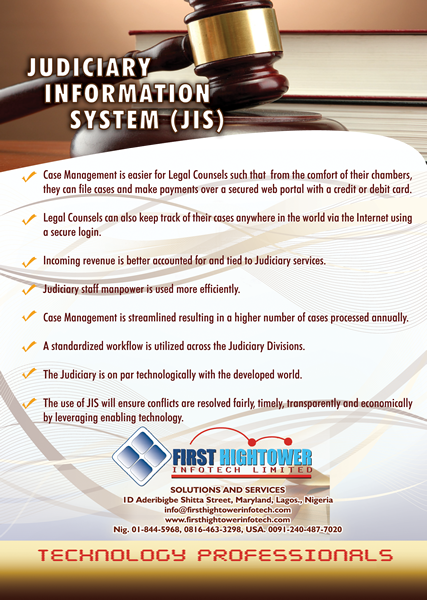 JUDICIARY
INFORMATION
SYSTEM (JIS)
Case Management is easier for Legal Counsels such that from the comfort of their chambers,
they can file cases and make payments over a secured web portal with a credit or debit card.
Legal Counsels can also keep track of their cases anywhere in the world via the Internet using
a secure login.
Incoming revenue is better accounted for and tied to Judiciary services.
Judiciary staff manpower is used more efficiently.
Case Management is streamlined resulting in a higher number of cases processed annually.
A standardized workflow is utilized across the Judiciary Divisions.
The Judiciary is on par technologically with the developed world.
The use of JIS will ensure conflicts are resolved fairly, timely, transparently and economically
by leveraging enabling technology.
FIRST HIGHTOWER
INFOTECH LIMITED
SOLUTIONS AND SERVICES
1D Aderibigbe Shitta Street, Maryland, Lagos., Nigeria
info@firsthightowerinfotech.com
www.firsthightowerinfotech.com
Nig. 01-844-5968, 0816-463-3298, USA. 0091-240-487-7020
TECHNOLOGY PROFESSIONALS